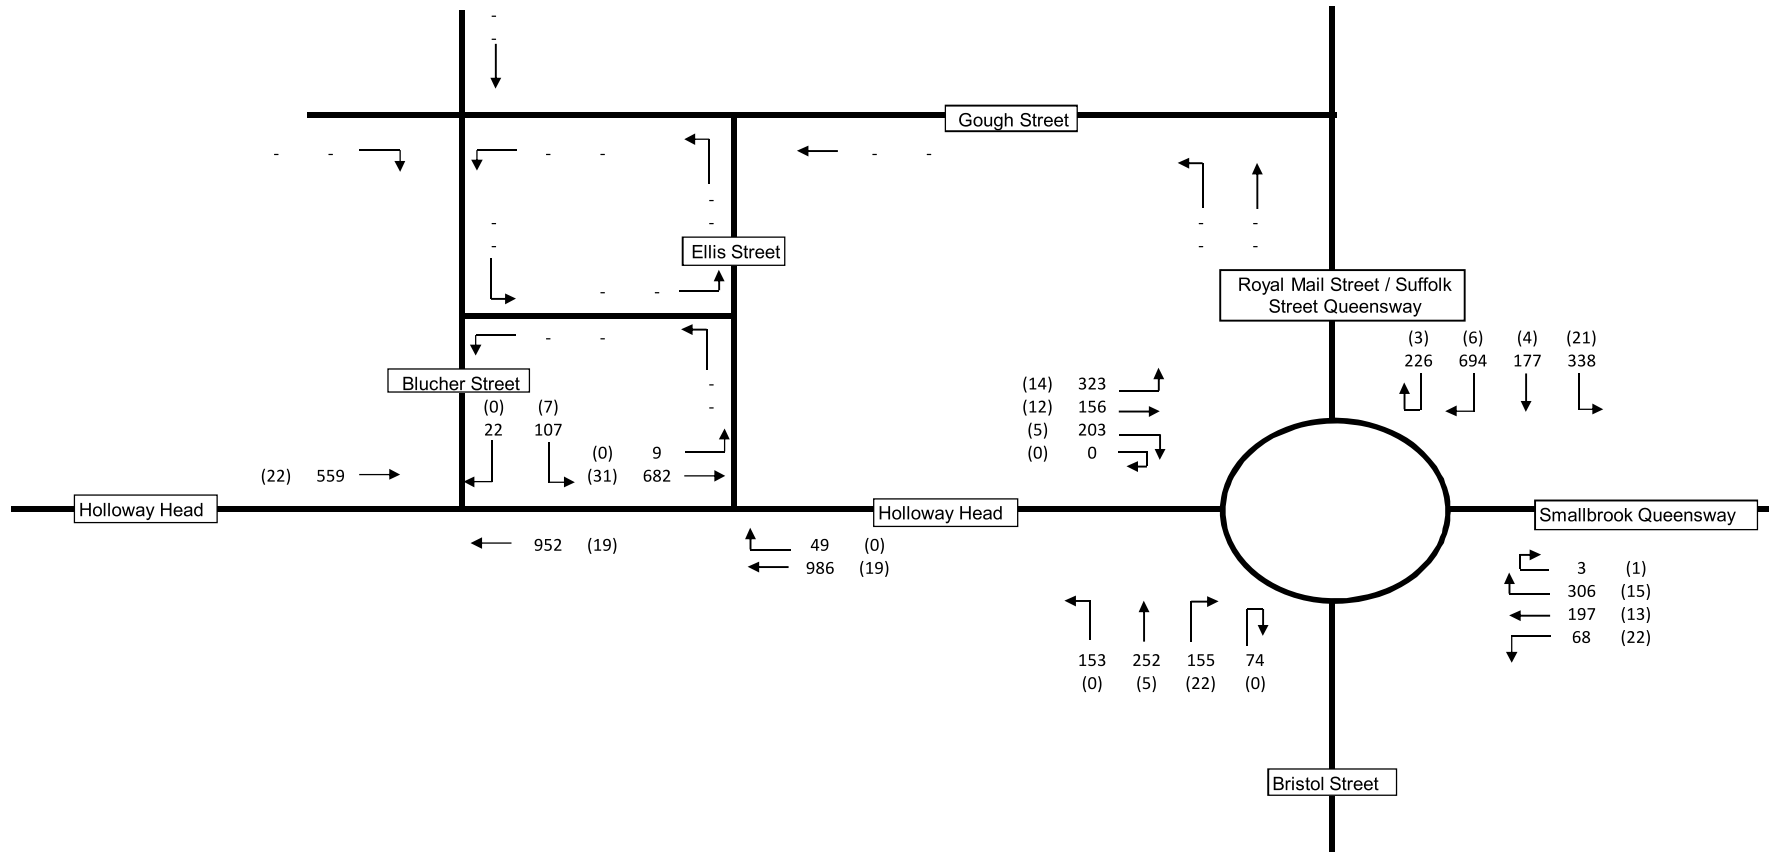 -
-
Gough Street
- -
- -
- -
-
-
-
-
- -
- -
Ellis Street
- -
Royal Mail Street / Suffolk
Street Queensway
- -
(3) (6) (4) (21)
226 694 177 338
Blucher Street
-
-
(14) 323
(12) 156
(5) 203
(0) 0
(0) (7)
22 107
(0) 9
(22) 559
(31) 682
Holloway Head
Holloway Head
Smallbrook Queensway
952 (19)
49 (0)
986 (19)
3 (1)
306 (15)
197 (13)
68 (22)
153 252 155 74
(0) (5) (22) (0)
Bristol Street